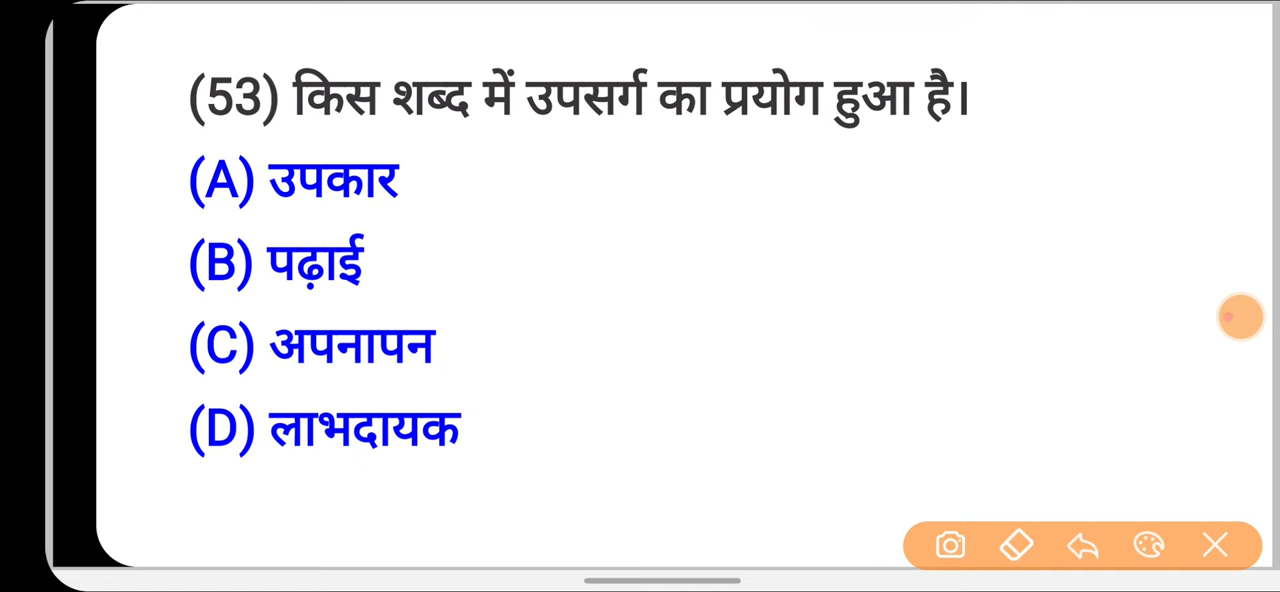 (53) किस शब्द में उपसर्ग का प्रयोग हुआ है।
(A) उपकार
(B) पढ़ाई
(C) अपनापन
(D) लाभदायक